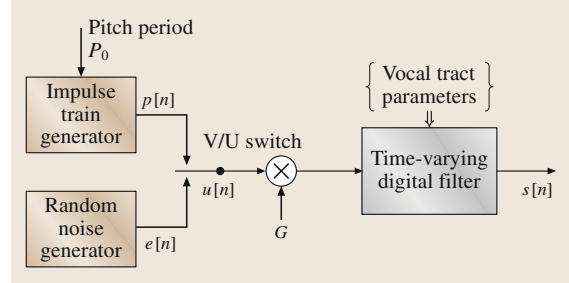 Pitch period
P₀
Impulse
train
generator
p[n]
V/U switch
u[n]
G
Random
noise
generator
e[n]
{ Vocal tract
parameters }
Time-varying
digital filter
s[n]